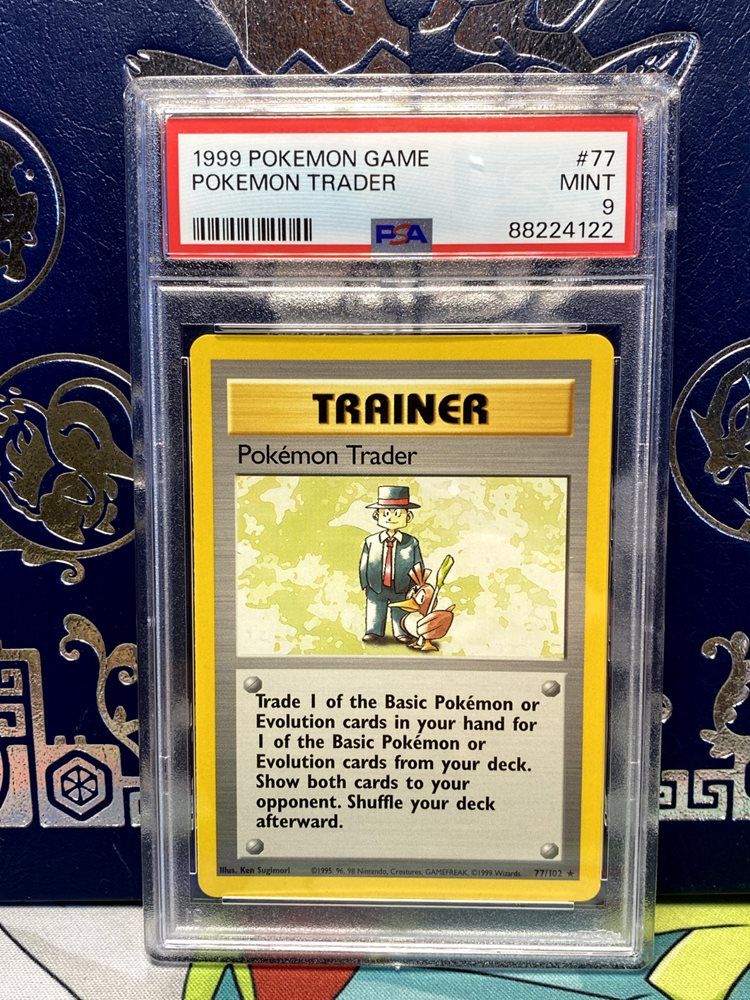 1999 POKEMON GAME #77
POKEMON TRADER MINT
9
PSA 88224122
TRAINER
Pokémon Trader
Trade 1 of the Basic Pokémon or
Evolution cards in your hand for
1 of the Basic Pokémon or
Evolution cards from your deck.
Show both cards to your
opponent. Shuffle your deck
afterward.
Illus. Ken Sugimori ©1995, 96, 98 Nintendo, Creatures, GAMEFREAK. ©1999 Wizards. 77/102 ★